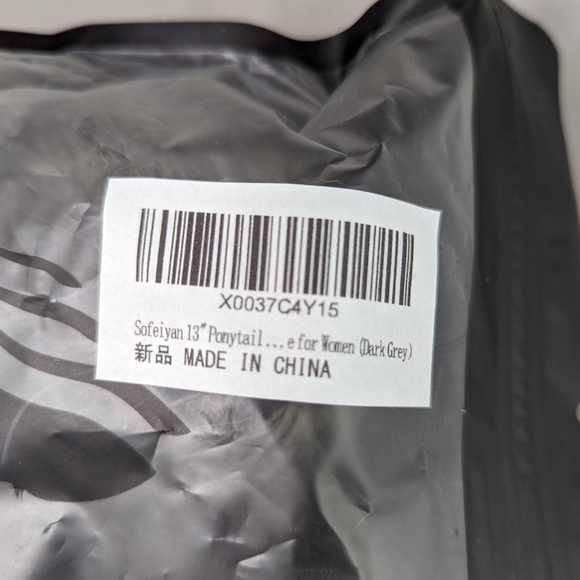 X0037C4Y15
Sofeiyan 13" Ponytail...e for Women (Dark Grey)
新品 MADE IN CHINA